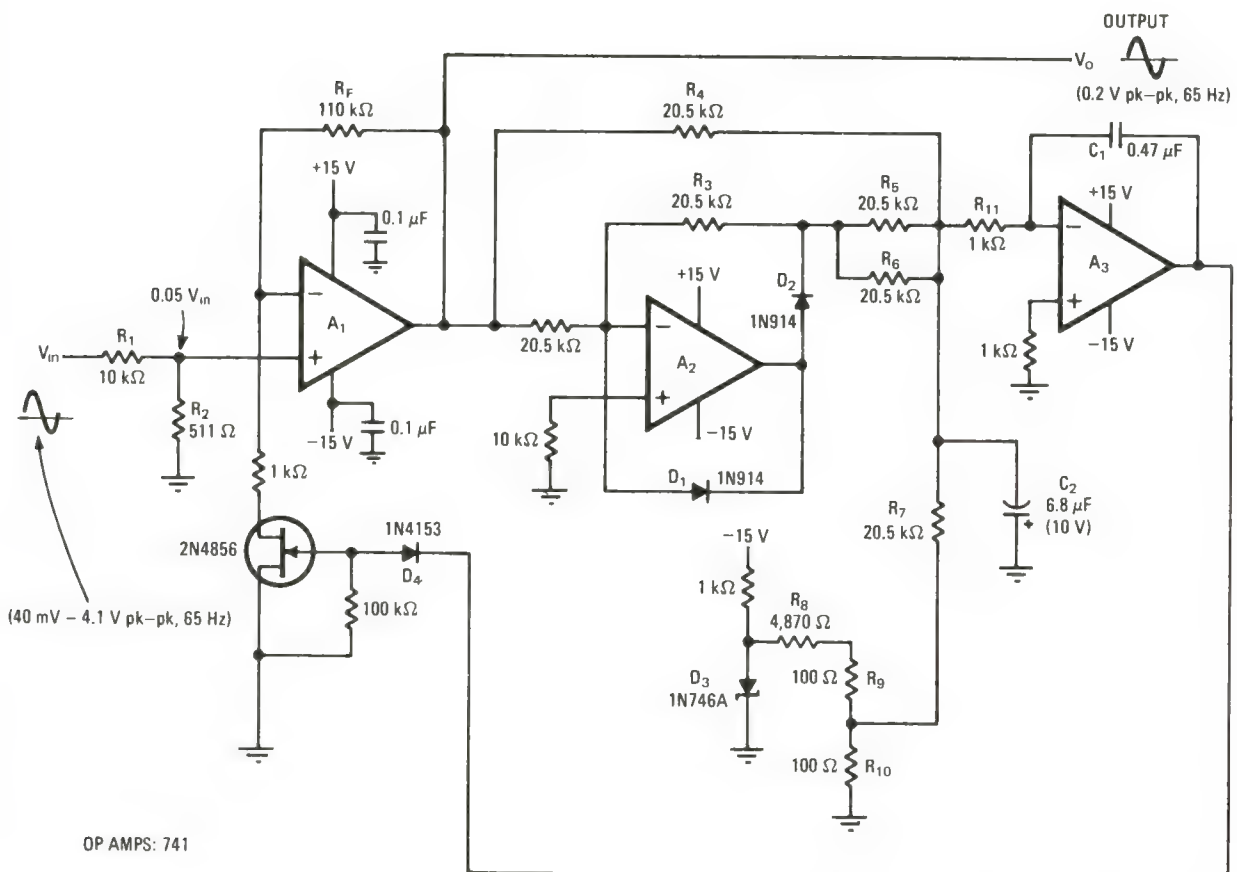 OUTPUT
Vo
(0.2 V pk–pk, 65 Hz)
RF
110 kΩ
R4
20.5 kΩ
+15 V
0.1 µF
R3
20.5 kΩ
R5
20.5 kΩ
R6
20.5 kΩ
R11
1 kΩ
C1
0.47 µF
+15 V
−
A3
+
−15 V
1 kΩ
0.05 Vin
−
A1
+
Vin
R1
10 kΩ
R2
511 Ω
−15 V
0.1 µF
20.5 kΩ
+15 V
−
A2
+
−15 V
D2
1N914
10 kΩ
D1
1N914
1 kΩ
2N4856
1N4153
D4
100 kΩ
(40 mV – 4.1 V pk–pk, 65 Hz)
R7
20.5 kΩ
C2
6.8 µF
(10 V)
+
−15 V
1 kΩ
R8
4,870 Ω
D3
1N746A
100 Ω
R9
100 Ω
R10
OP AMPS: 741